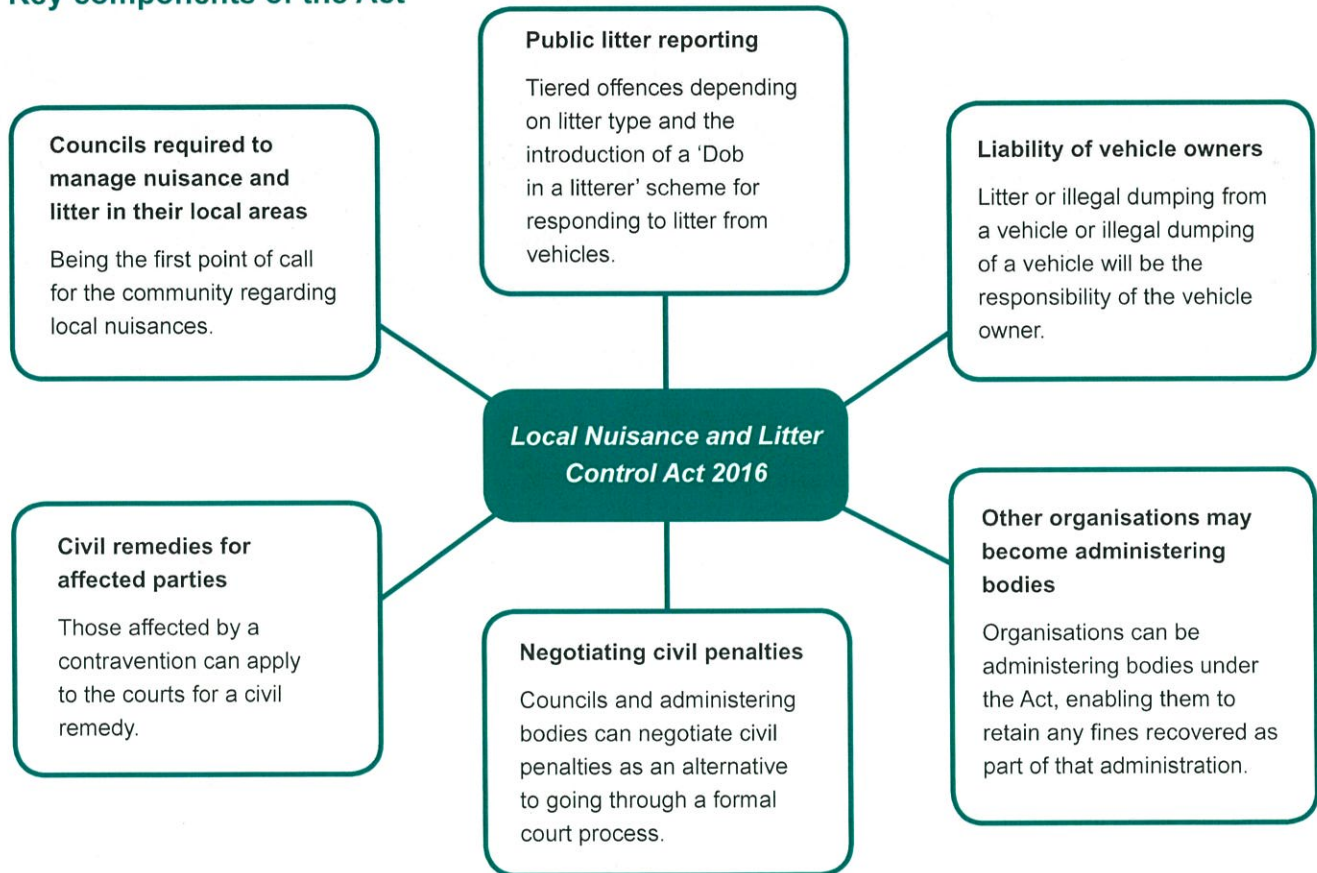 Key components of the Act
Public litter reporting
Tiered offences depending
on litter type and the
introduction of a ‘Dob
in a litterer’ scheme for
responding to litter from
vehicles.
Councils required to
manage nuisance and
litter in their local areas
Being the first point of call
for the community regarding
local nuisances.
Liability of vehicle owners
Litter or illegal dumping from
a vehicle or illegal dumping
of a vehicle will be the
responsibility of the vehicle
owner.
Local Nuisance and Litter
Control Act 2016
Civil remedies for
affected parties
Those affected by a
contravention can apply
to the courts for a civil
remedy.
Negotiating civil penalties
Councils and administering
bodies can negotiate civil
penalties as an alternative
to going through a formal
court process.
Other organisations may
become administering
bodies
Organisations can be
administering bodies under
the Act, enabling them to
retain any fines recovered as
part of that administration.